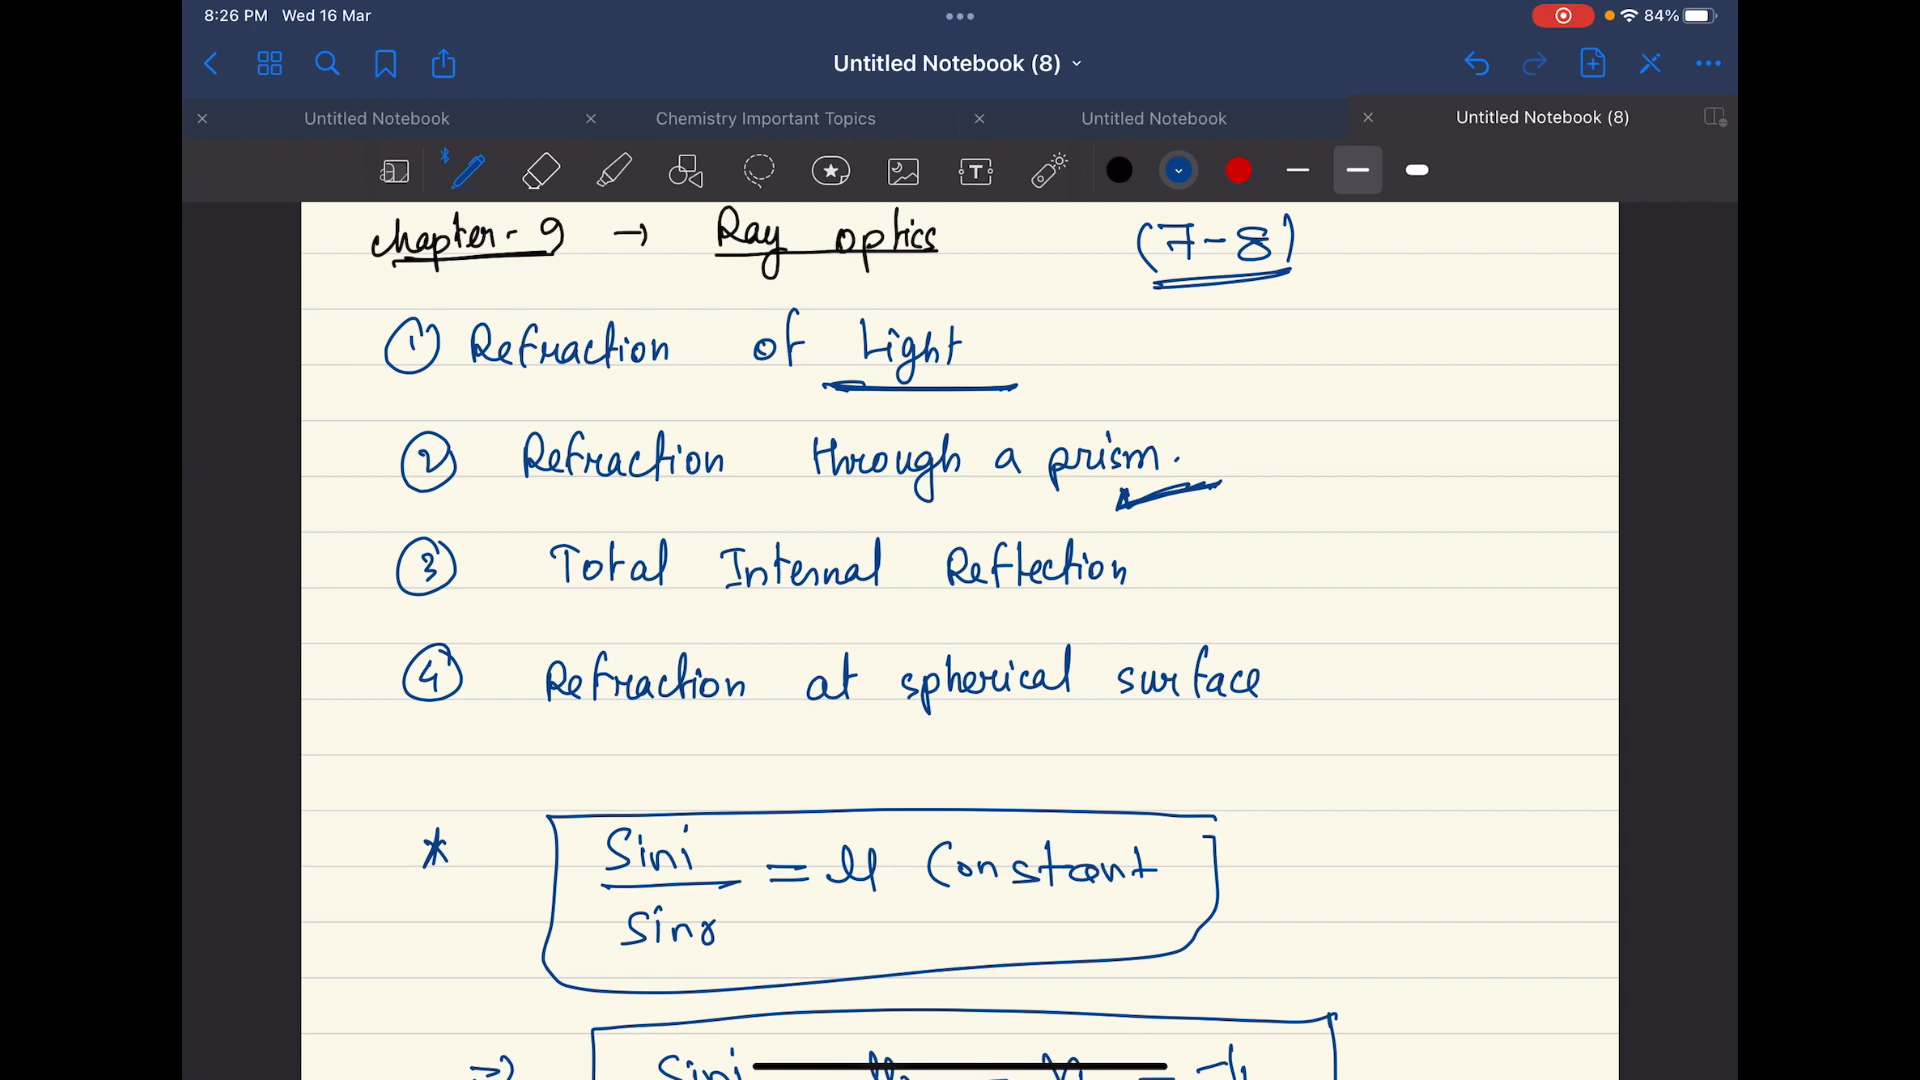 8:26 PM Wed 16 Mar 84%
Untitled Notebook (8)
Untitled Notebook
Chemistry Important Topics
Untitled Notebook
Untitled Notebook (8)
T
Chapter - 9 → Ray optics (7-8)
① Refraction of Light
② Refraction through a prism.
③ Total Internal Reflection
④ Refraction at spherical surface
* Sini
= μ Constant
Sinr
⇒ Sini